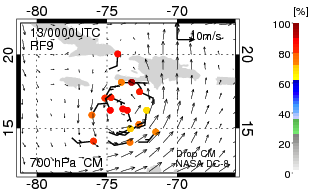 -80 -75 -70
[%]
13/0000UTC
RF9
10m/s
100
80
60
40
20
0
20 20
15 15
700 hPa CM
Drop CM
NASA DC-8
-80 -75 -70